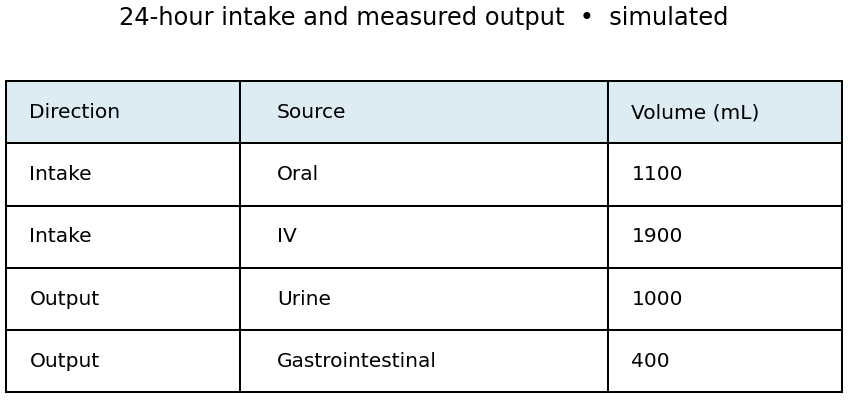 24-hour intake and measured output • simulated
Direction Source Volume (mL)
Intake Oral 1100
Intake IV 1900
Output Urine 1000
Output Gastrointestinal 400